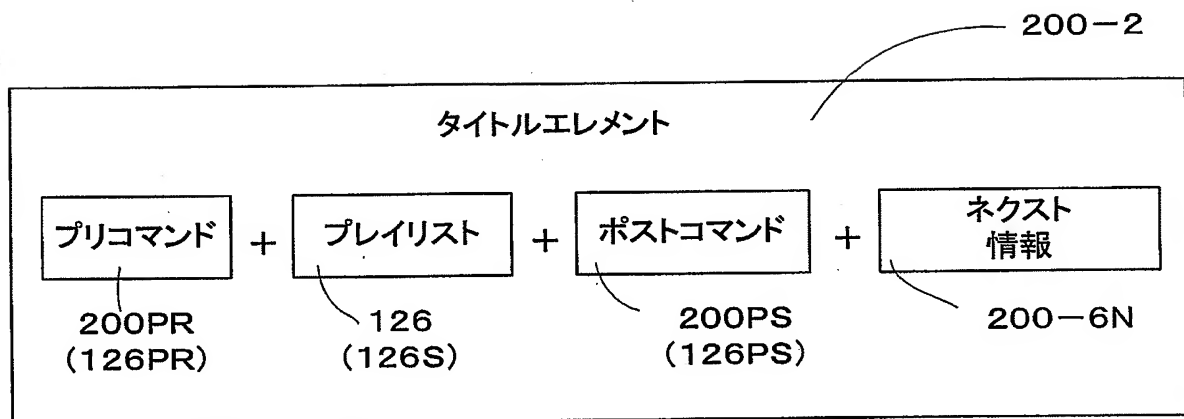 200−2
タイトルエレメント
プリコマンド + プレイリスト + ポストコマンド + ネクスト
情報
200PR 126 200PS 200−6N
(126PR) (126S) (126PS)